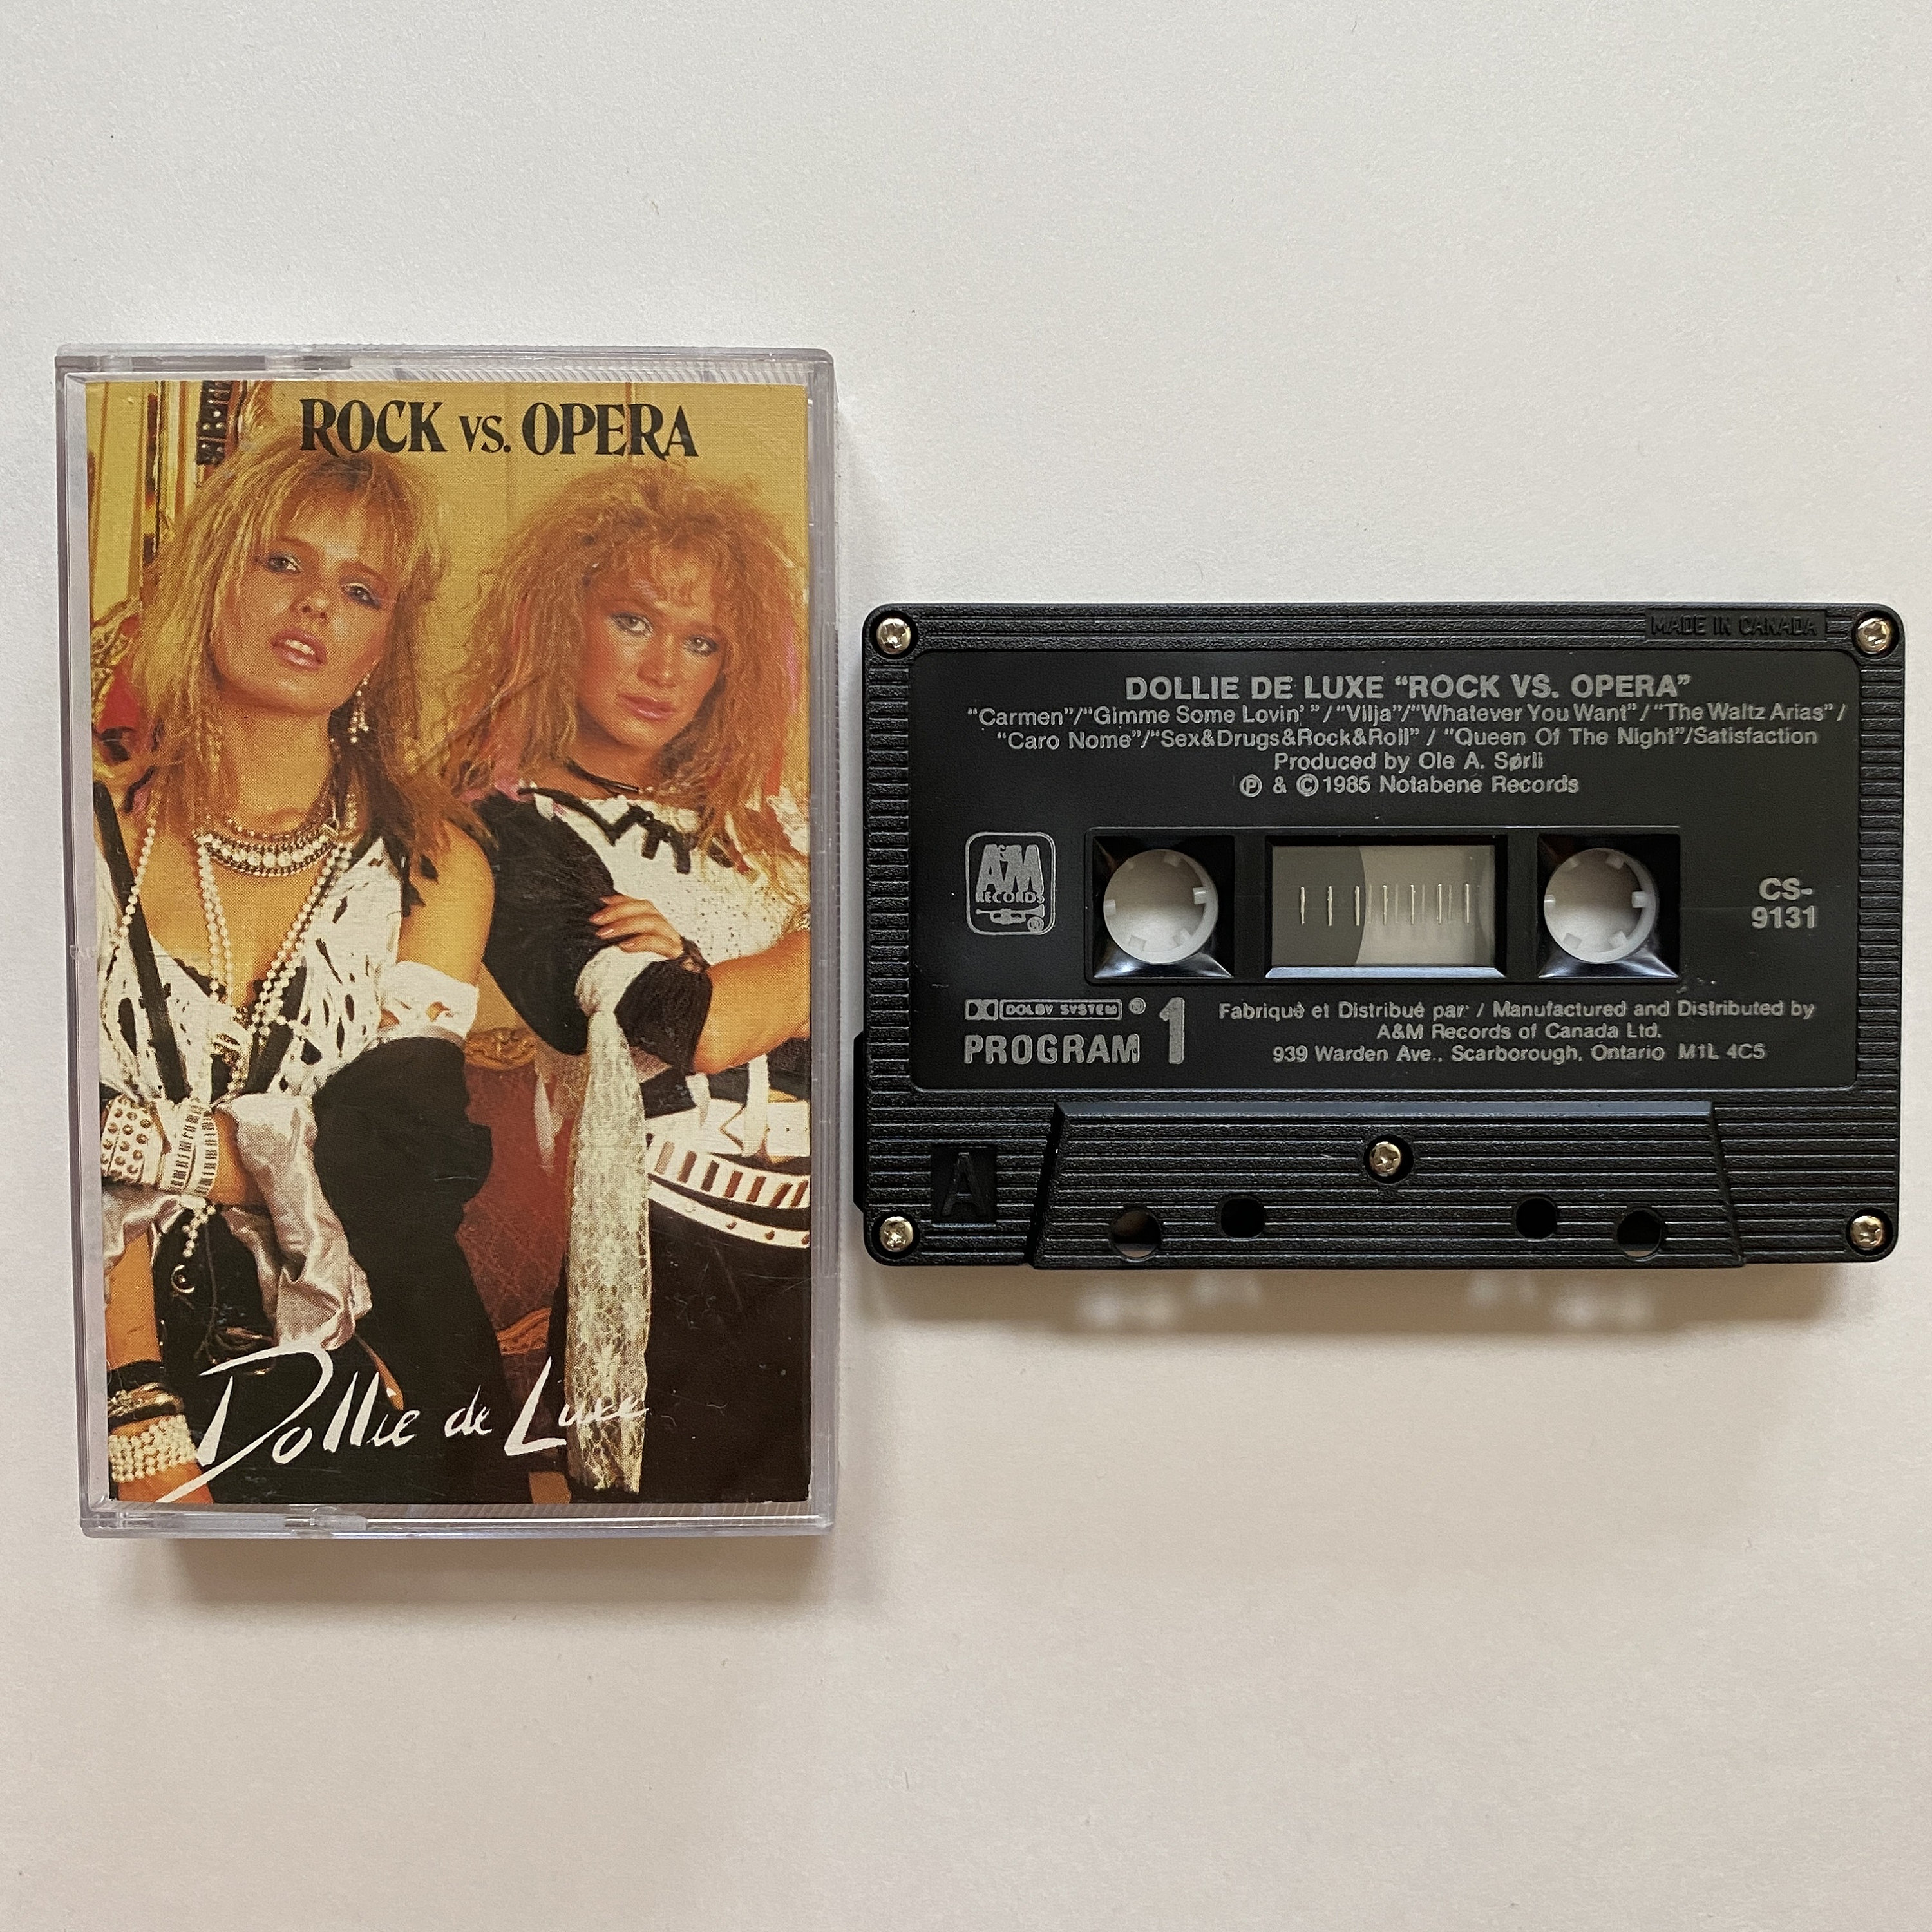 ROCK VS. OPERA
Dollie de Luxe
MADE IN CANADA
DOLLIE DE LUXE “ROCK VS. OPERA”
“Carmen”/“Gimme Some Lovin’ ” / “Vilja”/“Whatever You Want” / “The Waltz Arias” /
“Caro Nome”/“Sex&Drugs&Rock&Roll” / “Queen Of The Night”/Satisfaction
Produced by Ole A. Sørli
Ⓟ & © 1985 Notabene Records
A&M
RECORDS
®
CS-
9131
DOLBY SYSTEM ®
PROGRAM 1
Fabriqué et Distribué par / Manufactured and Distributed by
A&M Records of Canada Ltd.
939 Warden Ave., Scarborough, Ontario M1L 4C5
A